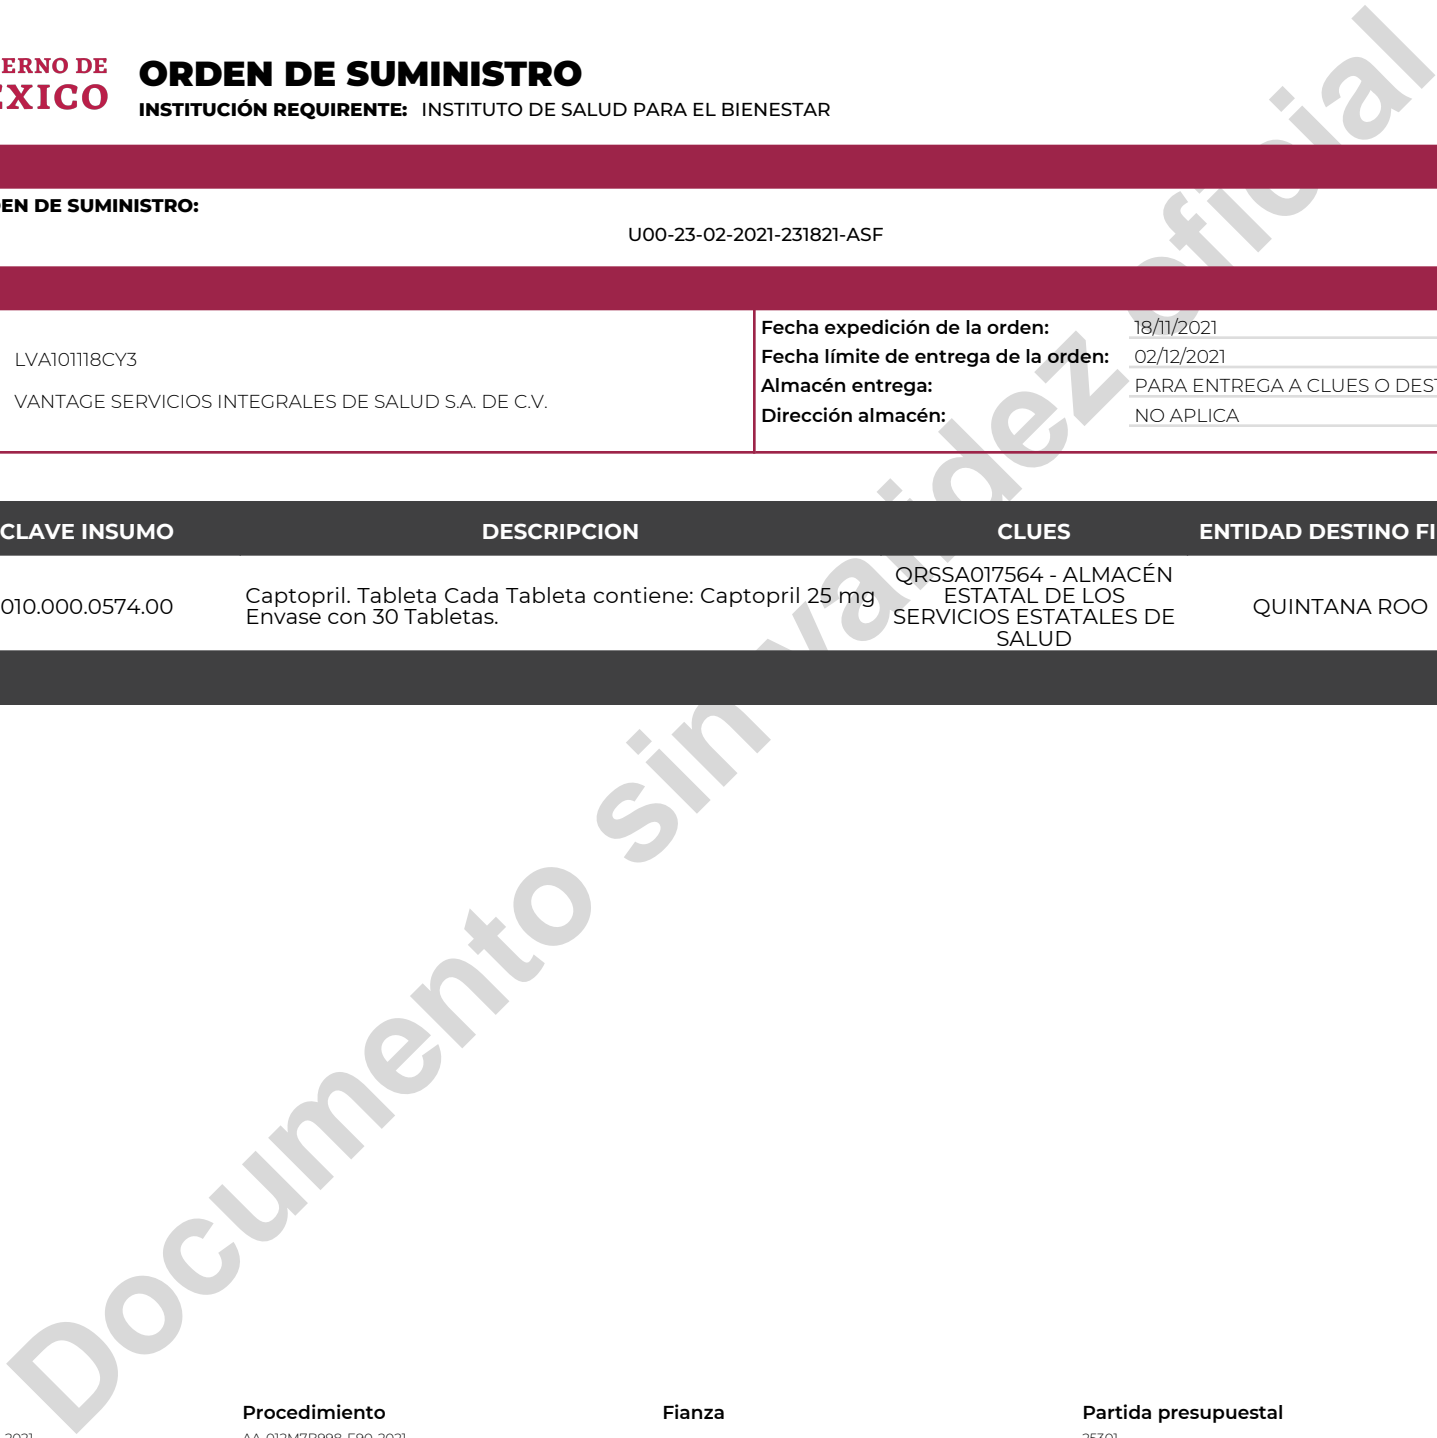 ERNO DE
EXICO
ORDEN DE SUMINISTRO
INSTITUCIÓN REQUIRENTE: INSTITUTO DE SALUD PARA EL BIENESTAR
EN DE SUMINISTRO:
U00-23-02-2021-231821-ASF
LVA101118CY3
VANTAGE SERVICIOS INTEGRALES DE SALUD S.A. DE C.V.
Fecha expedición de la orden: 18/11/2021
Fecha límite de entrega de la orden: 02/12/2021
Almacén entrega: PARA ENTREGA A CLUES O DEST
Dirección almacén: NO APLICA
CLAVE INSUMO DESCRIPCION CLUES ENTIDAD DESTINO FI
010.000.0574.00
Captopril. Tableta Cada Tableta contiene: Captopril 25 mg
Envase con 30 Tabletas.
QRSSA017564 - ALMACÉN
ESTATAL DE LOS
SERVICIOS ESTATALES DE
SALUD
QUINTANA ROO
Documento sin validez oficial
Procedimiento Fianza Partida presupuestal